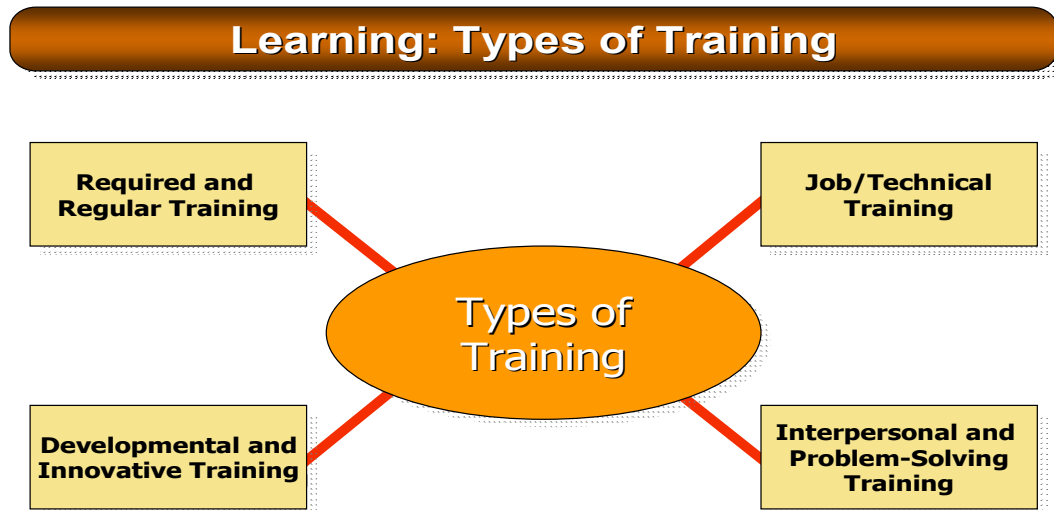 Learning: Types of Training
Required and
Regular Training
Job/Technical
Training
Types of
Training
Developmental and
Innovative Training
Interpersonal and
Problem-Solving
Training